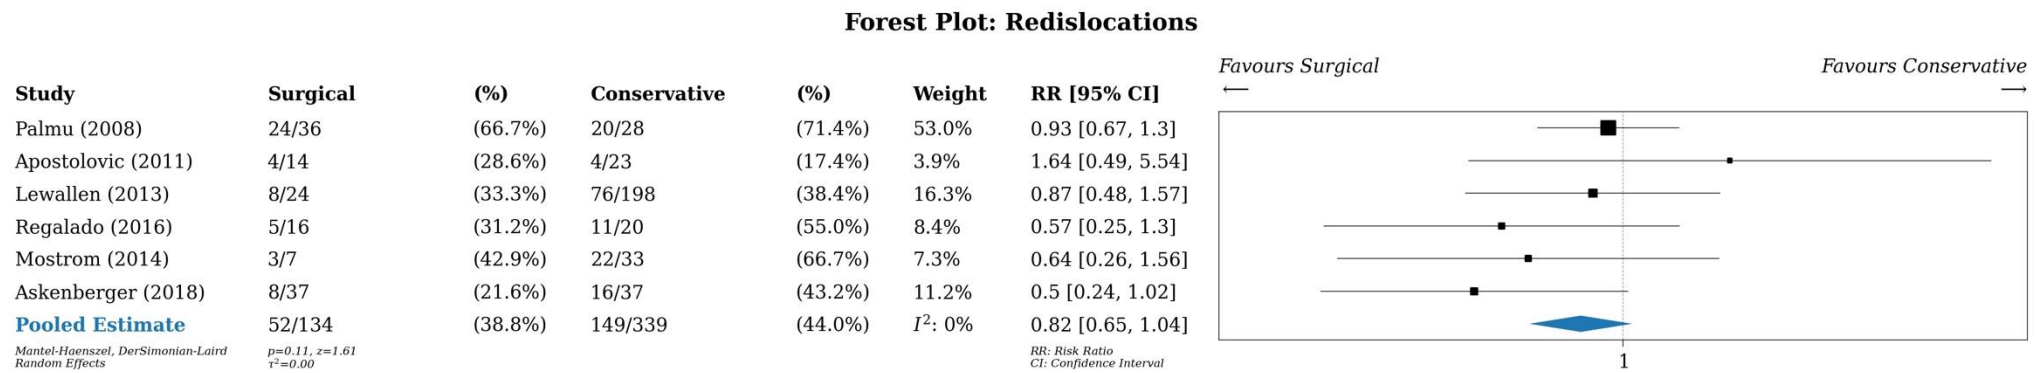 Forest Plot: Redislocations
Favours Surgical Favours Conservative
Study Surgical (%) Conservative (%) Weight RR [95% CI] ← →
Palmu (2008) 24/36 (66.7%) 20/28 (71.4%) 53.0% 0.93 [0.67, 1.3]
Apostolovic (2011) 4/14 (28.6%) 4/23 (17.4%) 3.9% 1.64 [0.49, 5.54]
Lewallen (2013) 8/24 (33.3%) 76/198 (38.4%) 16.3% 0.87 [0.48, 1.57]
Regalado (2016) 5/16 (31.2%) 11/20 (55.0%) 8.4% 0.57 [0.25, 1.3]
Mostrom (2014) 3/7 (42.9%) 22/33 (66.7%) 7.3% 0.64 [0.26, 1.56]
Askenberger (2018) 8/37 (21.6%) 16/37 (43.2%) 11.2% 0.5 [0.24, 1.02]
Pooled Estimate 52/134 (38.8%) 149/339 (44.0%) I²: 0% 0.82 [0.65, 1.04]
Mantel-Haenszel, DerSimonian-Laird p=0.11, z=1.61 RR: Risk Ratio
Random Effects τ²=0.00 CI: Confidence Interval
1